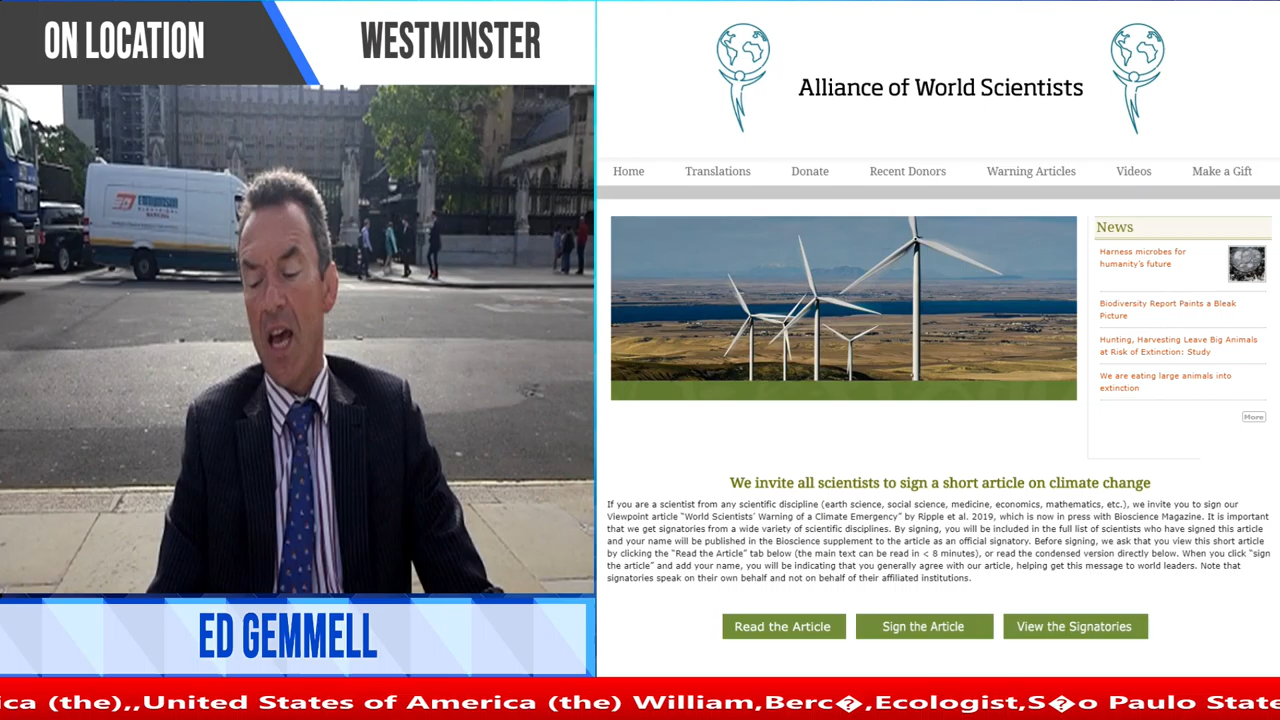 ON LOCATION
WESTMINSTER
ED GEMMELL
Alliance of World Scientists
Home Translations Donate Recent Donors Warning Articles Videos Make a Gift
News
Harness microbes for
humanity's future
Biodiversity Report Paints a Bleak
Picture
Hunting, Harvesting Leave Big Animals
at Risk of Extinction: Study
We are eating large animals into
extinction
More
We invite all scientists to sign a short article on climate change
If you are a scientist from any scientific discipline (earth science, social science, medicine, economics, mathematics, etc.), we invite you to sign our
Viewpoint article "World Scientists' Warning of a Climate Emergency" by Ripple et al. 2019, which is now in press with Bioscience Magazine. It is important
that we get signatories from a wide variety of scientific disciplines. By signing, you will be included in the full list of scientists who have signed this article
and your name will be published in the Bioscience supplement to the article as an official signatory. Before signing, we ask that you view this short article
by clicking the "Read the Article" tab below (the main text can be read in < 8 minutes), or read the condensed version directly below. When you click "sign
the article" and add your name, you will be indicating that you generally agree with our article, helping get this message to world leaders. Note that
signatories speak on their own behalf and not on behalf of their affiliated institutions.
Read the Article Sign the Article View the Signatories
ica (the),,United States of America (the) William,Berc�,Ecologist,S�o Paulo State